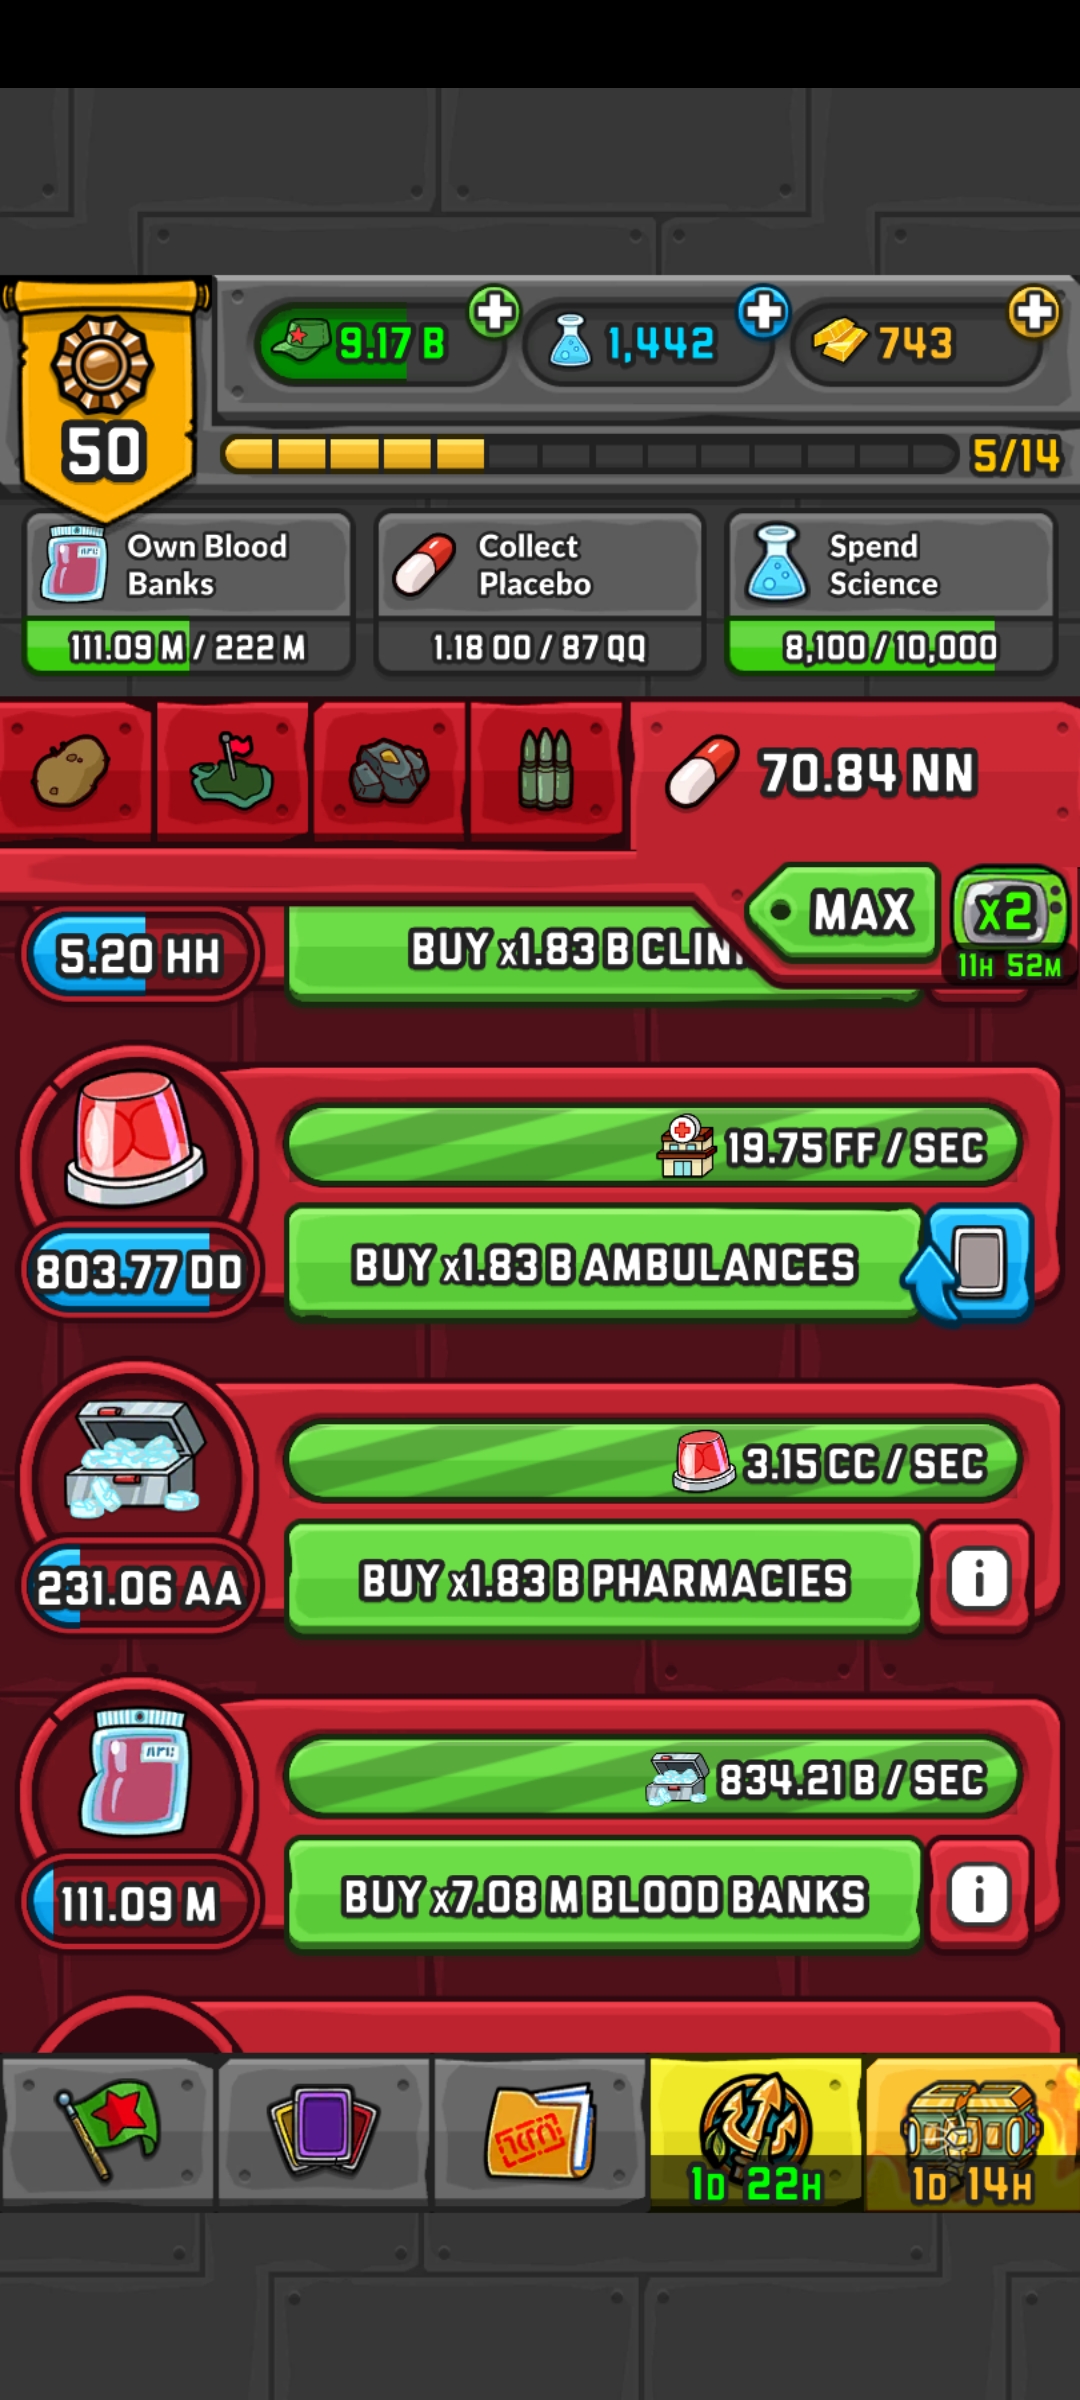 9.17 B
1,442
743
50
5/14
Own Blood
Banks
111.09 M / 222 M
Collect
Placebo
1.18 OO / 87 QQ
Spend
Science
8,100 / 10,000
70.84 NN
MAX
x2
11H 52M
5.20 HH
BUY x1.83 B CLIN
19.75 FF / SEC
803.77 DD
BUY x1.83 B AMBULANCES
3.15 CC / SEC
231.06 AA
BUY x1.83 B PHARMACIES
i
834.21 B / SEC
111.09 M
BUY x7.08 M BLOOD BANKS
i
1D 22H
1D 14H